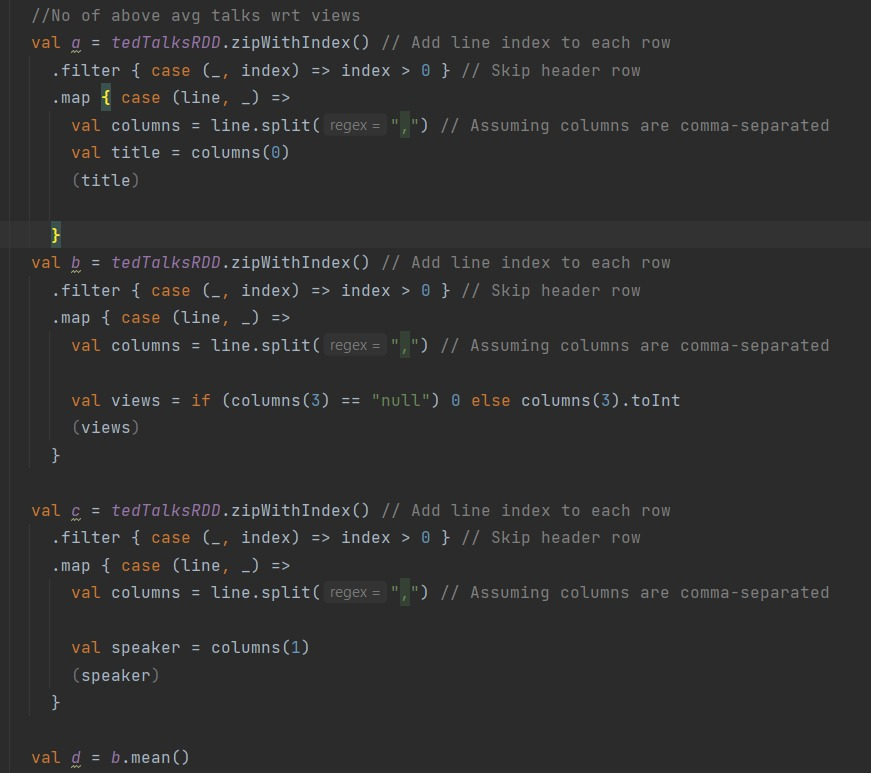 //No of above avg talks wrt views
val a = tedTalksRDD.zipWithIndex() // Add line index to each row
.filter { case (_, index) => index > 0 } // Skip header row
.map { case (line, _) =>
val columns = line.split( regex = ",") // Assuming columns are comma-separated
val title = columns(0)
(title)
}
val b = tedTalksRDD.zipWithIndex() // Add line index to each row
.filter { case (_, index) => index > 0 } // Skip header row
.map { case (line, _) =>
val columns = line.split( regex = ",") // Assuming columns are comma-separated
val views = if (columns(3) == "null") 0 else columns(3).toInt
(views)
}
val c = tedTalksRDD.zipWithIndex() // Add line index to each row
.filter { case (_, index) => index > 0 } // Skip header row
.map { case (line, _) =>
val columns = line.split( regex = ",") // Assuming columns are comma-separated
val speaker = columns(1)
(speaker)
}
val d = b.mean()